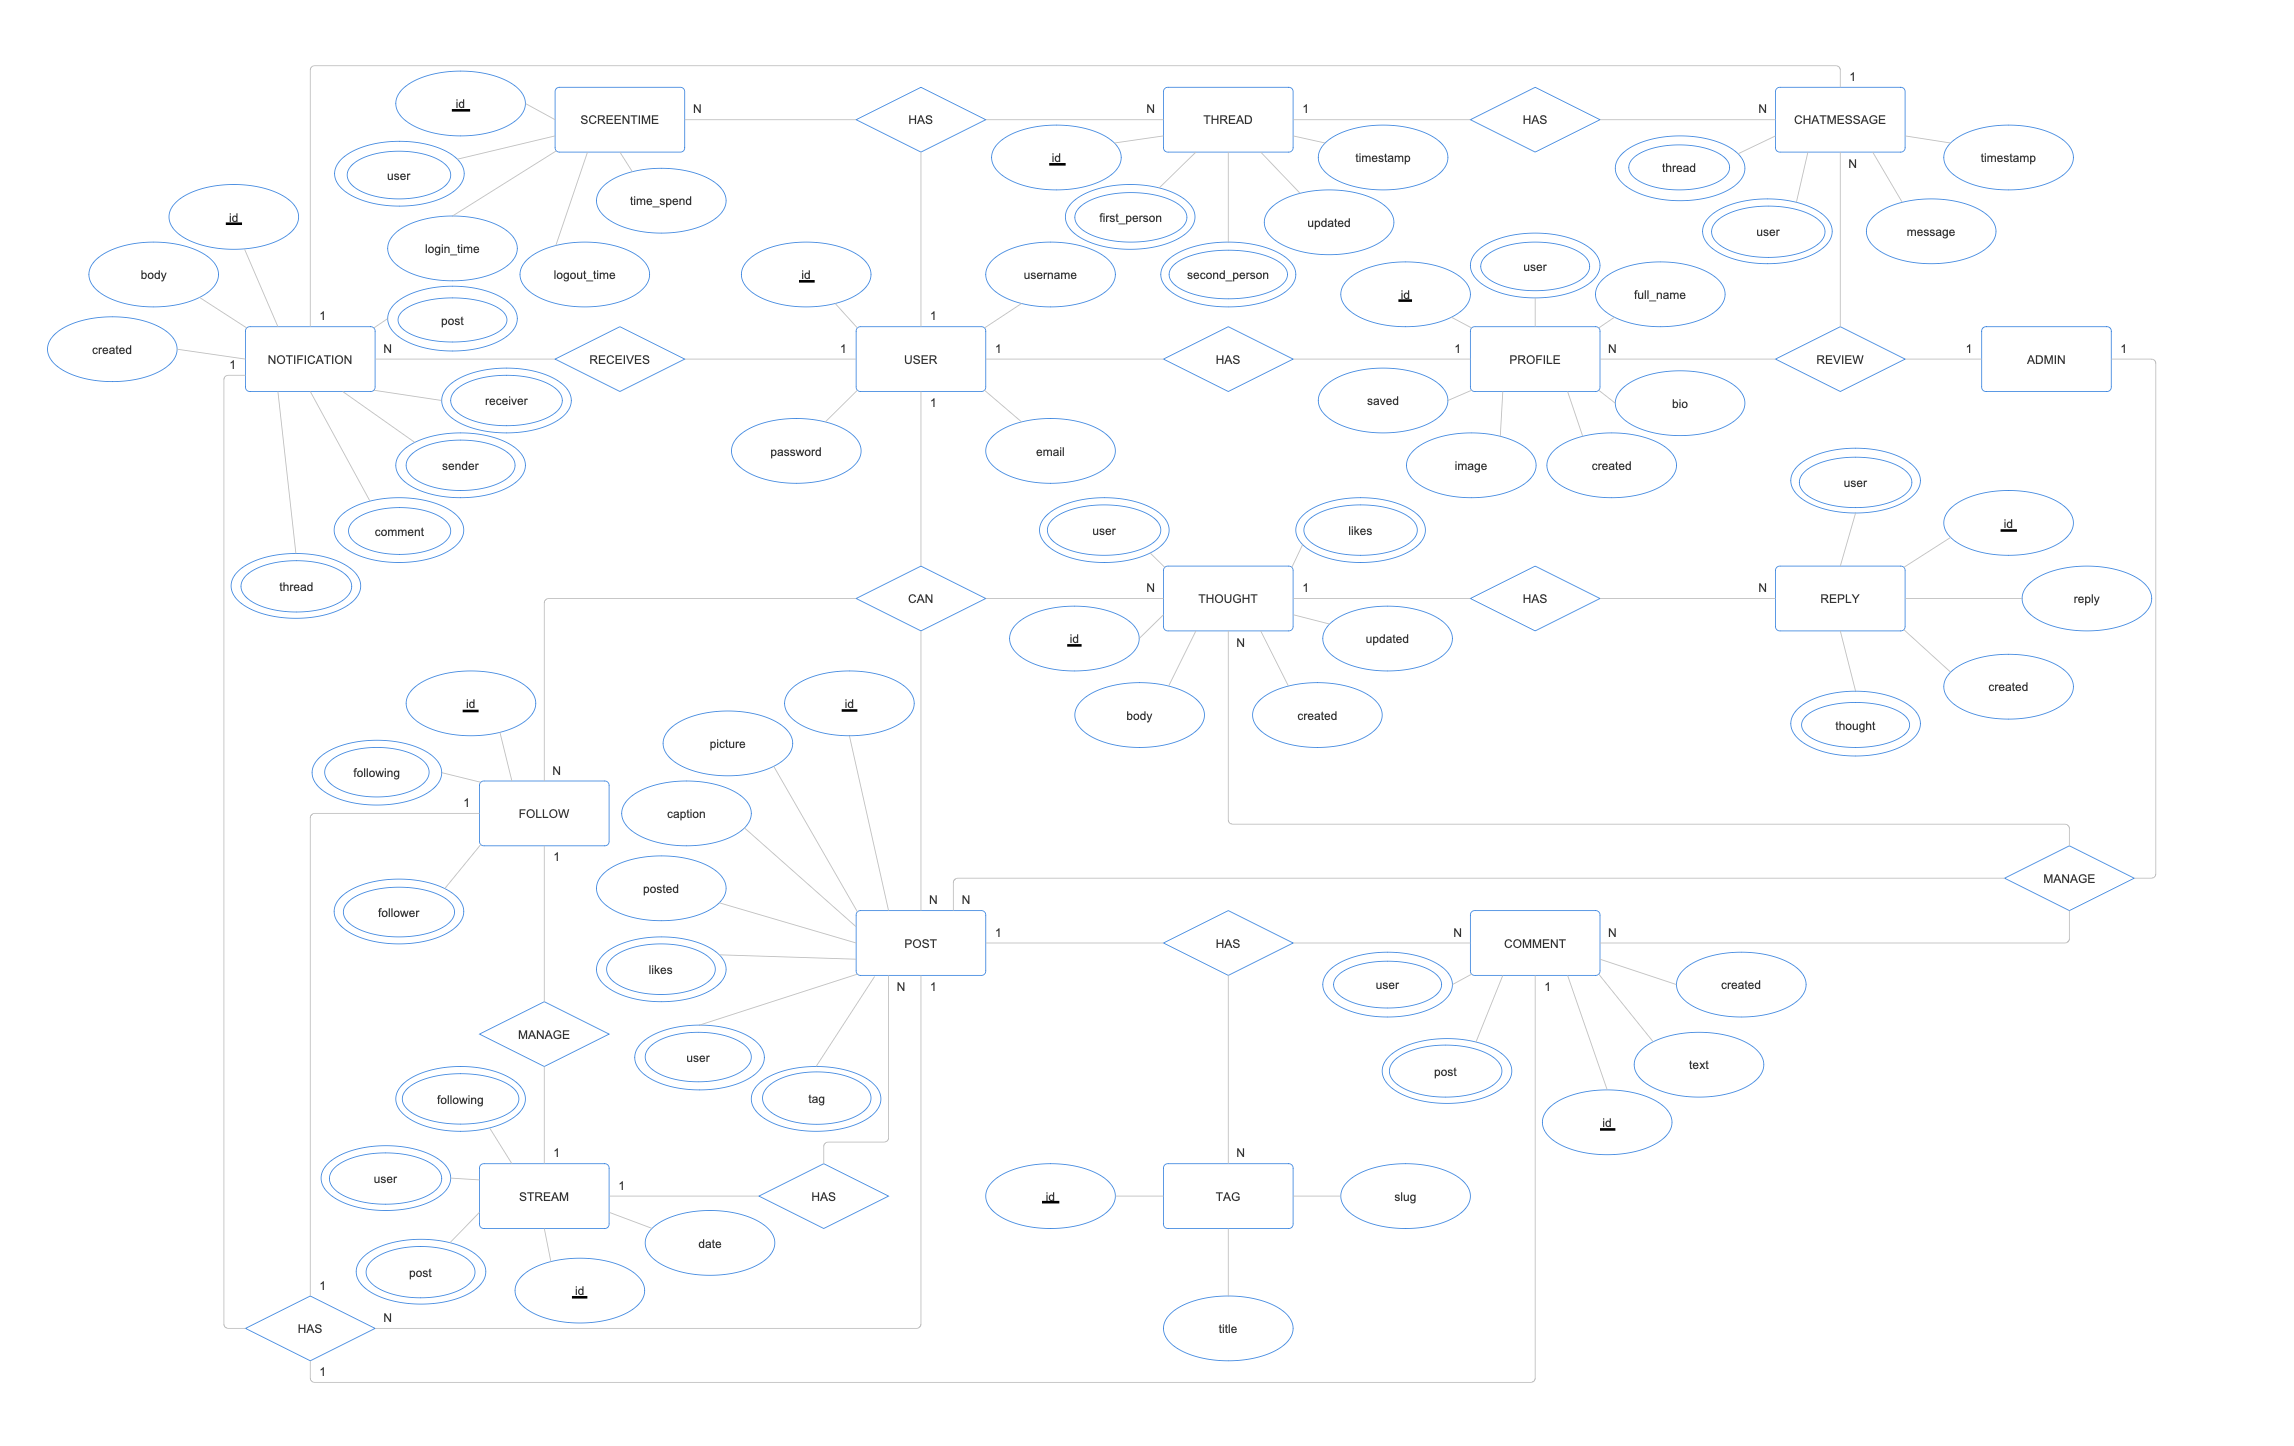 1
id
SCREENTIME
N
HAS
N
THREAD
1
HAS
N
CHATMESSAGE
user
time_spend
id
timestamp
thread
N
timestamp
id
login_time
logout_time
first_person
second_person
updated
user
message
body
created
post
id
username
id
user
full_name
1
1
NOTIFICATION
1
N
RECEIVES
1
USER
1
HAS
1
PROFILE
N
REVIEW
1
ADMIN
1
receiver
sender
comment
thread
password
1
email
saved
image
created
bio
user
id
reply
created
thought
user
likes
CAN
N
THOUGHT
1
HAS
N
REPLY
id
body
N
created
updated
id
following
N
1
FOLLOW
1
follower
id
picture
caption
posted
likes
user
tag
N
N
POST
N
1
1
HAS
N
COMMENT
N
MANAGE
user
post
1
id
text
created
MANAGE
following
user
post
1
STREAM
1
HAS
id
date
N
id
TAG
slug
title
1
HAS
N
1